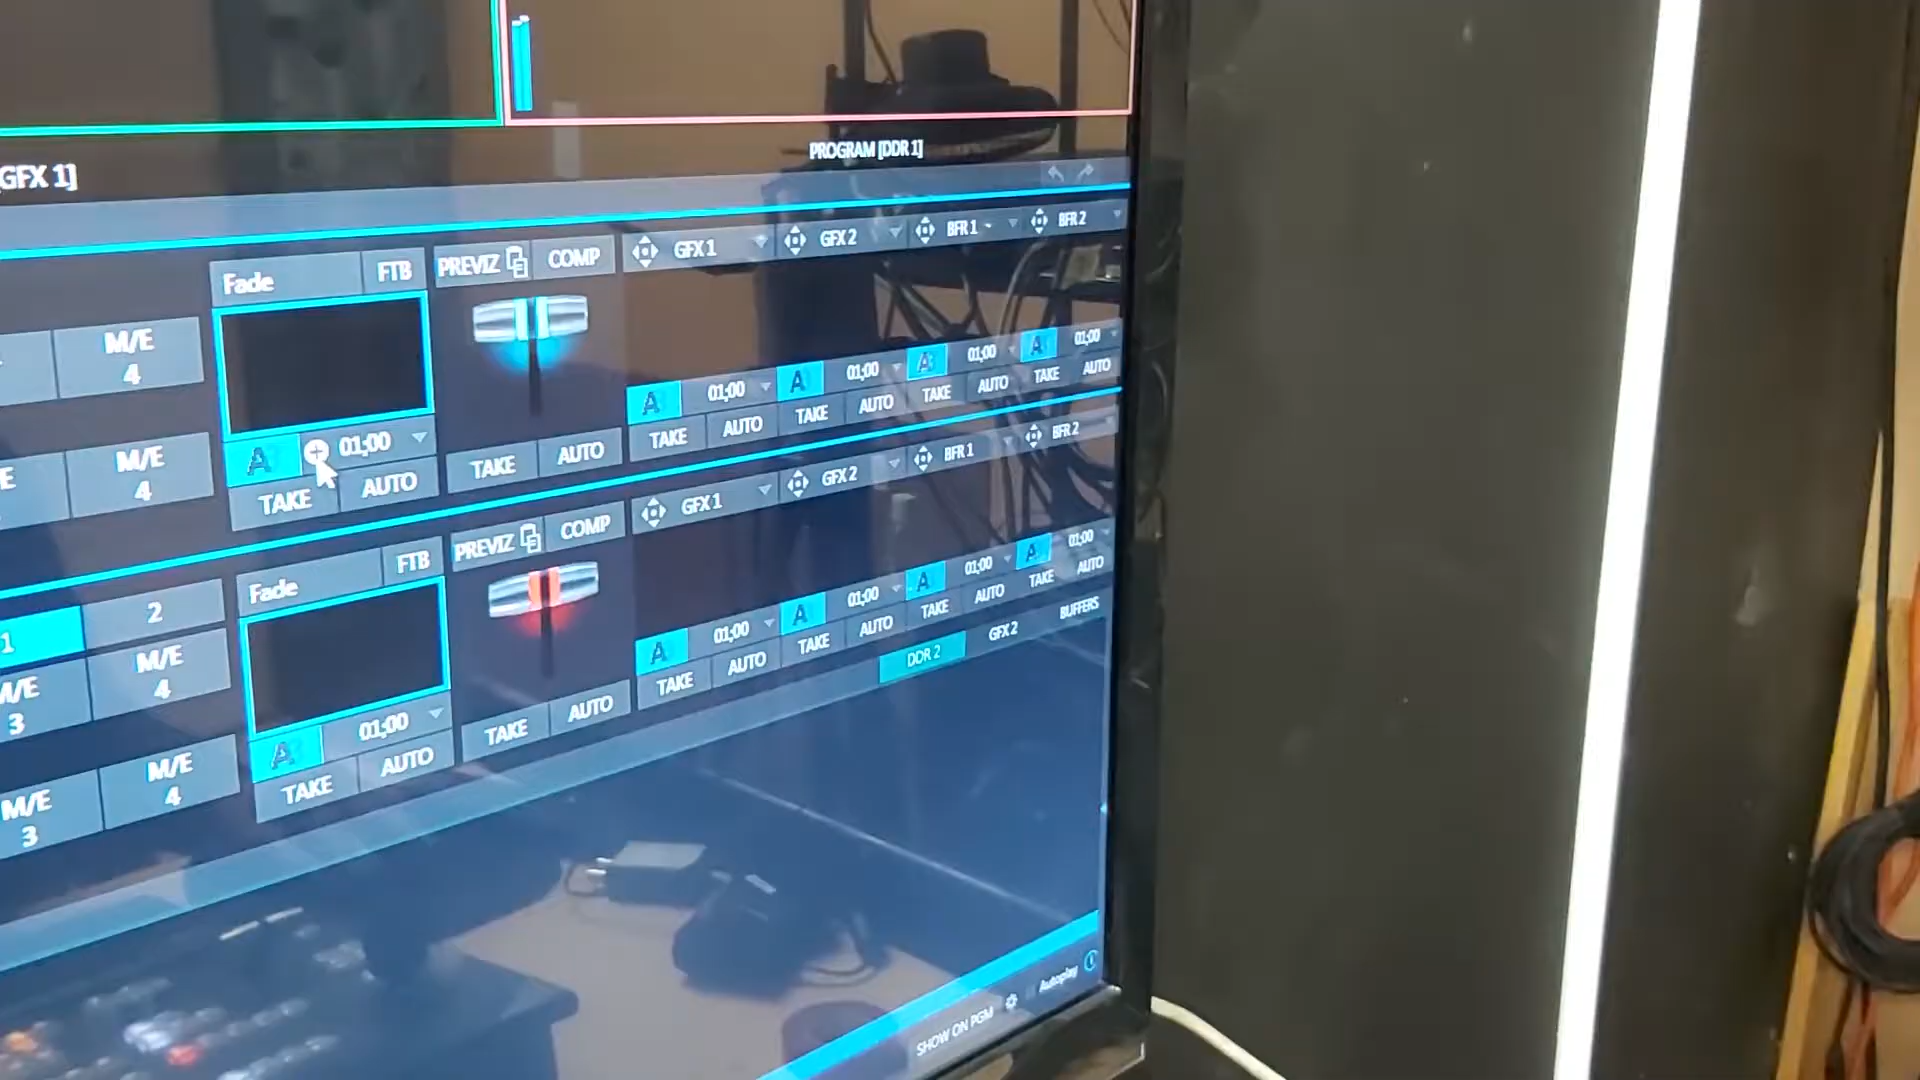 GFX 1]
PROGRAM [DDR 1]
Fade FTB PREVIZ COMP GFX 1 GFX 2 BFR 1 BFR 2
M/E
4
A 01;00 A 01;00 A 01;00 A 01;00
TAKE AUTO TAKE AUTO TAKE AUTO TAKE AUTO
A 01;00
M/E
4
TAKE AUTO TAKE AUTO
Fade FTB PREVIZ COMP GFX 1 GFX 2 BFR 1 BFR 2
1 2
A 01;00 A 01;00 A 01;00 A 01;00
TAKE AUTO TAKE AUTO TAKE AUTO TAKE AUTO
M/E M/E
3 4
A 01;00
TAKE AUTO TAKE AUTO
DDR 2 GFX 2 BUFFERS
M/E M/E
3 4
SHOW ON PGM Autoplay